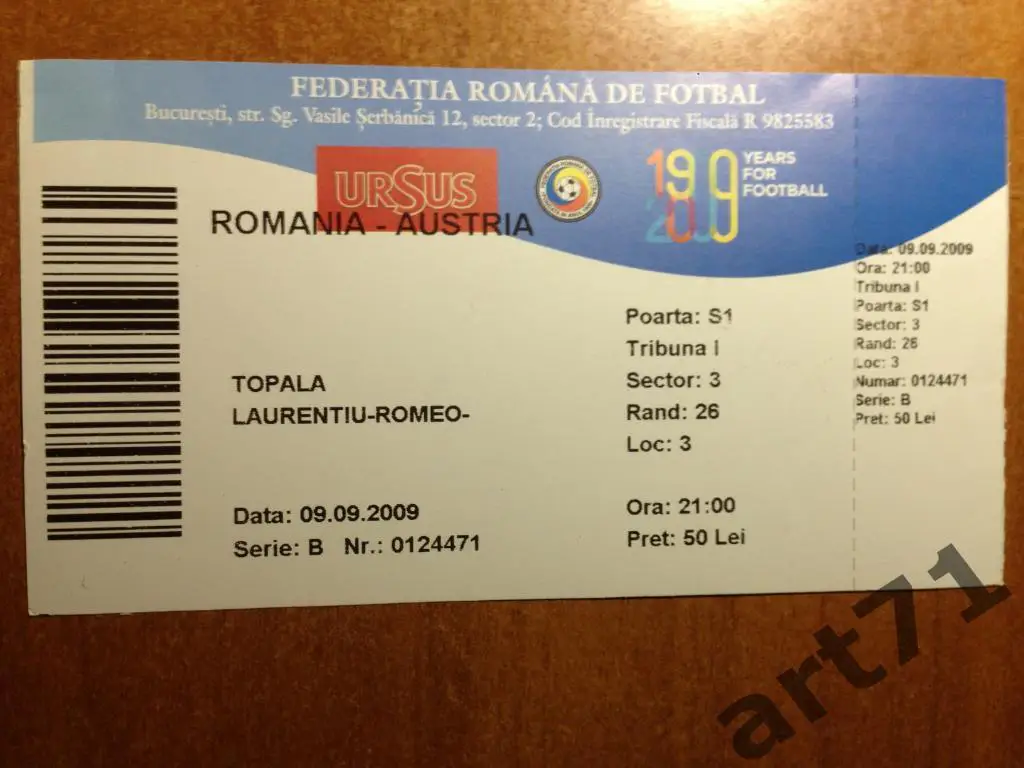 FEDERAȚIA ROMÂNĂ DE FOTBAL
București, str. Sg. Vasile Șerbănică 12, sector 2; Cod Înregistrare Fiscală R 9825583
URSUS
1909
2009
YEARS
FOR
FOOTBALL
ROMANIA - AUSTRIA
Poarta: S1
Tribuna I
Sector: 3
Rand: 26
Loc: 3
TOPALA
LAURENTIU-ROMEO-
Data: 09.09.2009
Serie: B Nr.: 0124471
Ora: 21:00
Pret: 50 Lei
Data: 09.09.2009
Ora: 21:00
Tribuna I
Poarta: S1
Sector: 3
Rand: 26
Loc: 3
Numar: 0124471
Serie: B
Pret: 50 Lei
art71